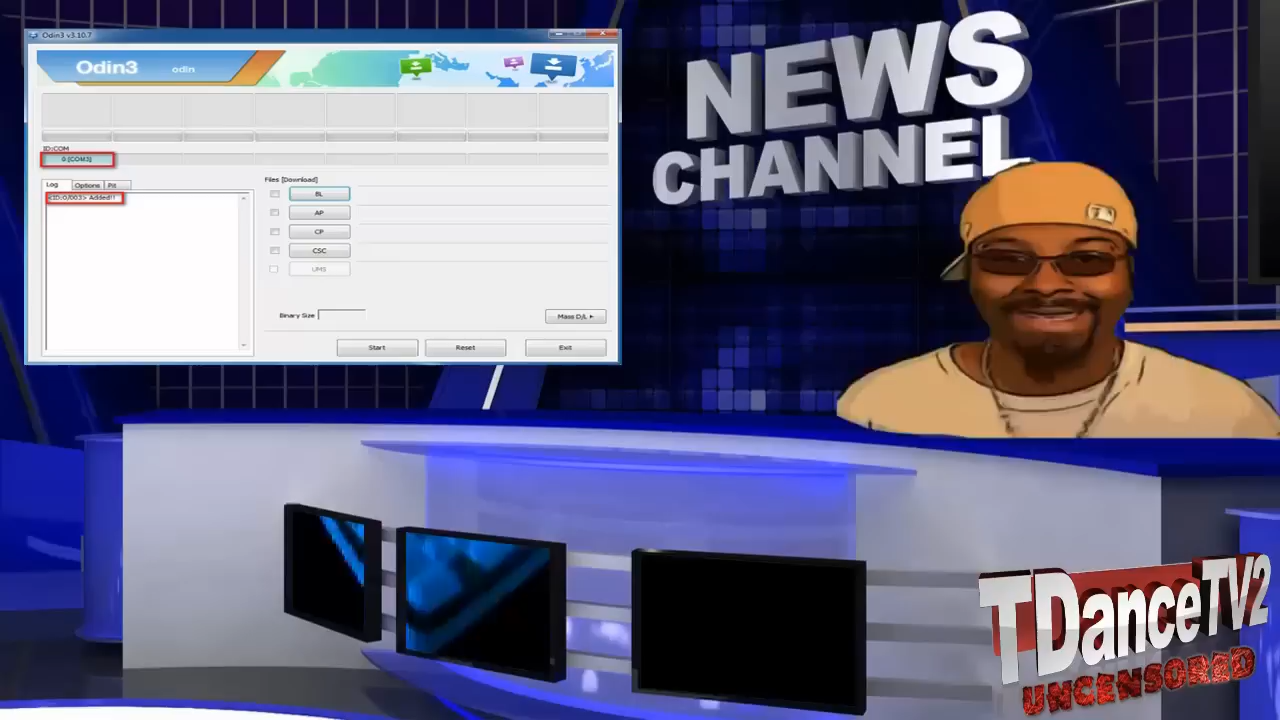 Odin3 v3.10.7
Odin3 odin
ID:COM
0:[COM3]
Log Options Pit
<ID:0/003> Added!!
Files [Download]
BL
AP
CP
CSC
UMS
Binary Size
Mass D/L
Start Reset Exit
NEWS
CHANNEL
TDanceTV2
UNCENSORED